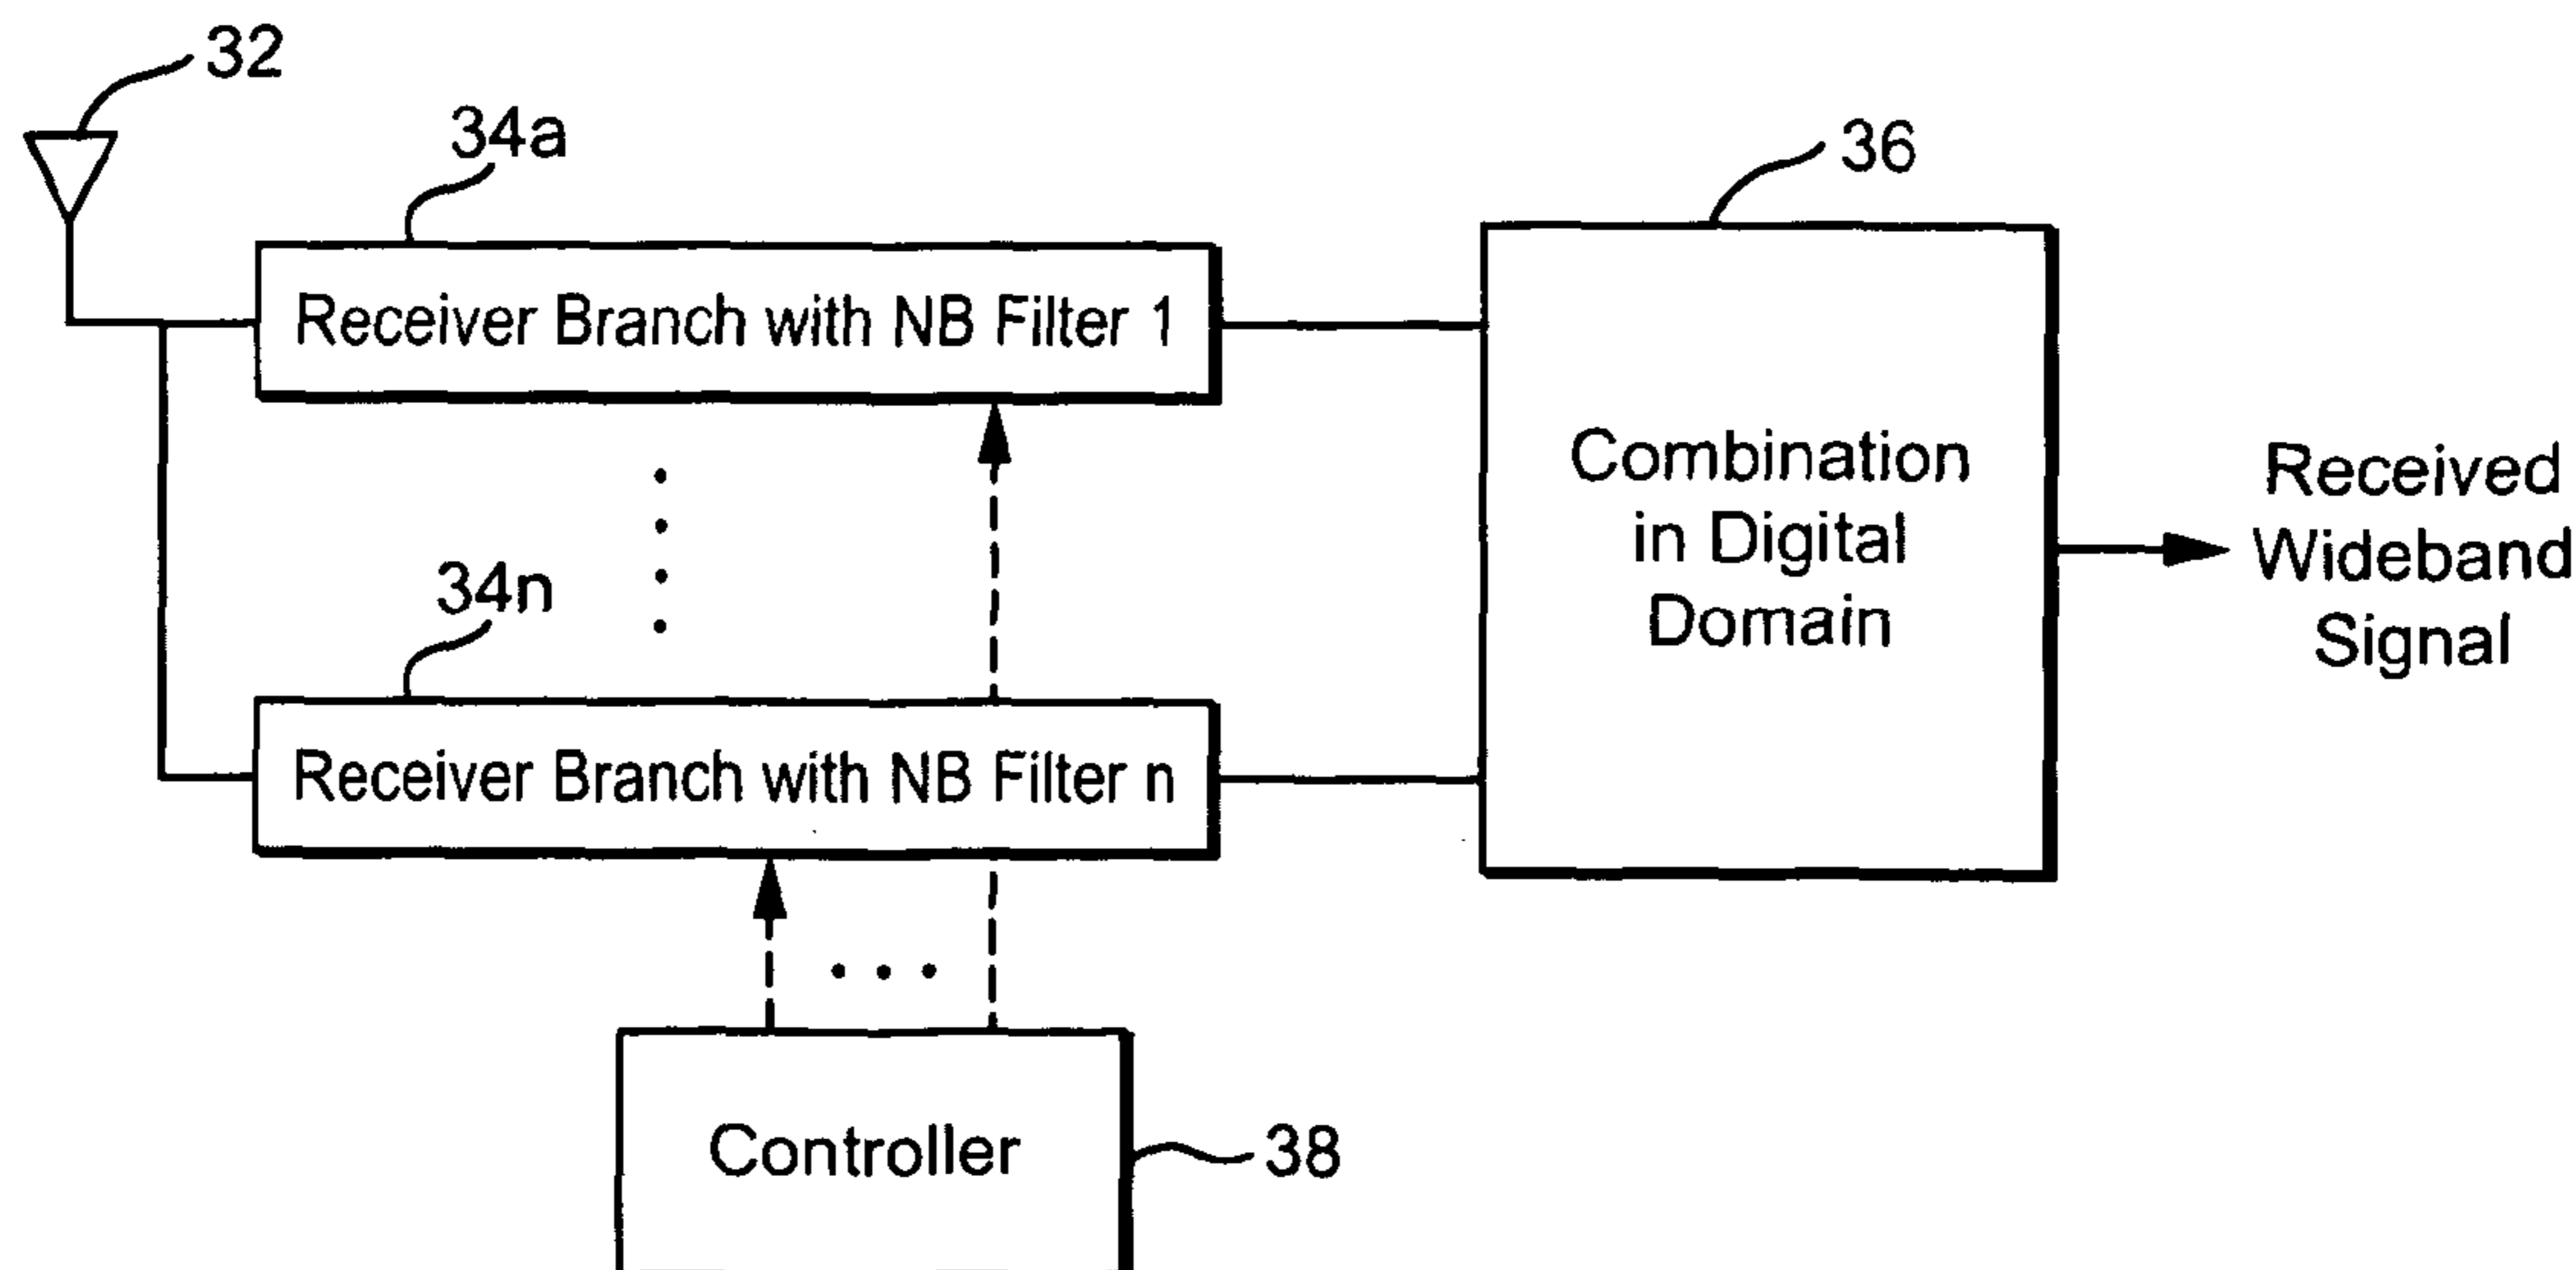 32
34a
36
Receiver Branch with NB Filter 1
Combination
in Digital
Domain
Received
Wideband
Signal
34n
Receiver Branch with NB Filter n
Controller
38